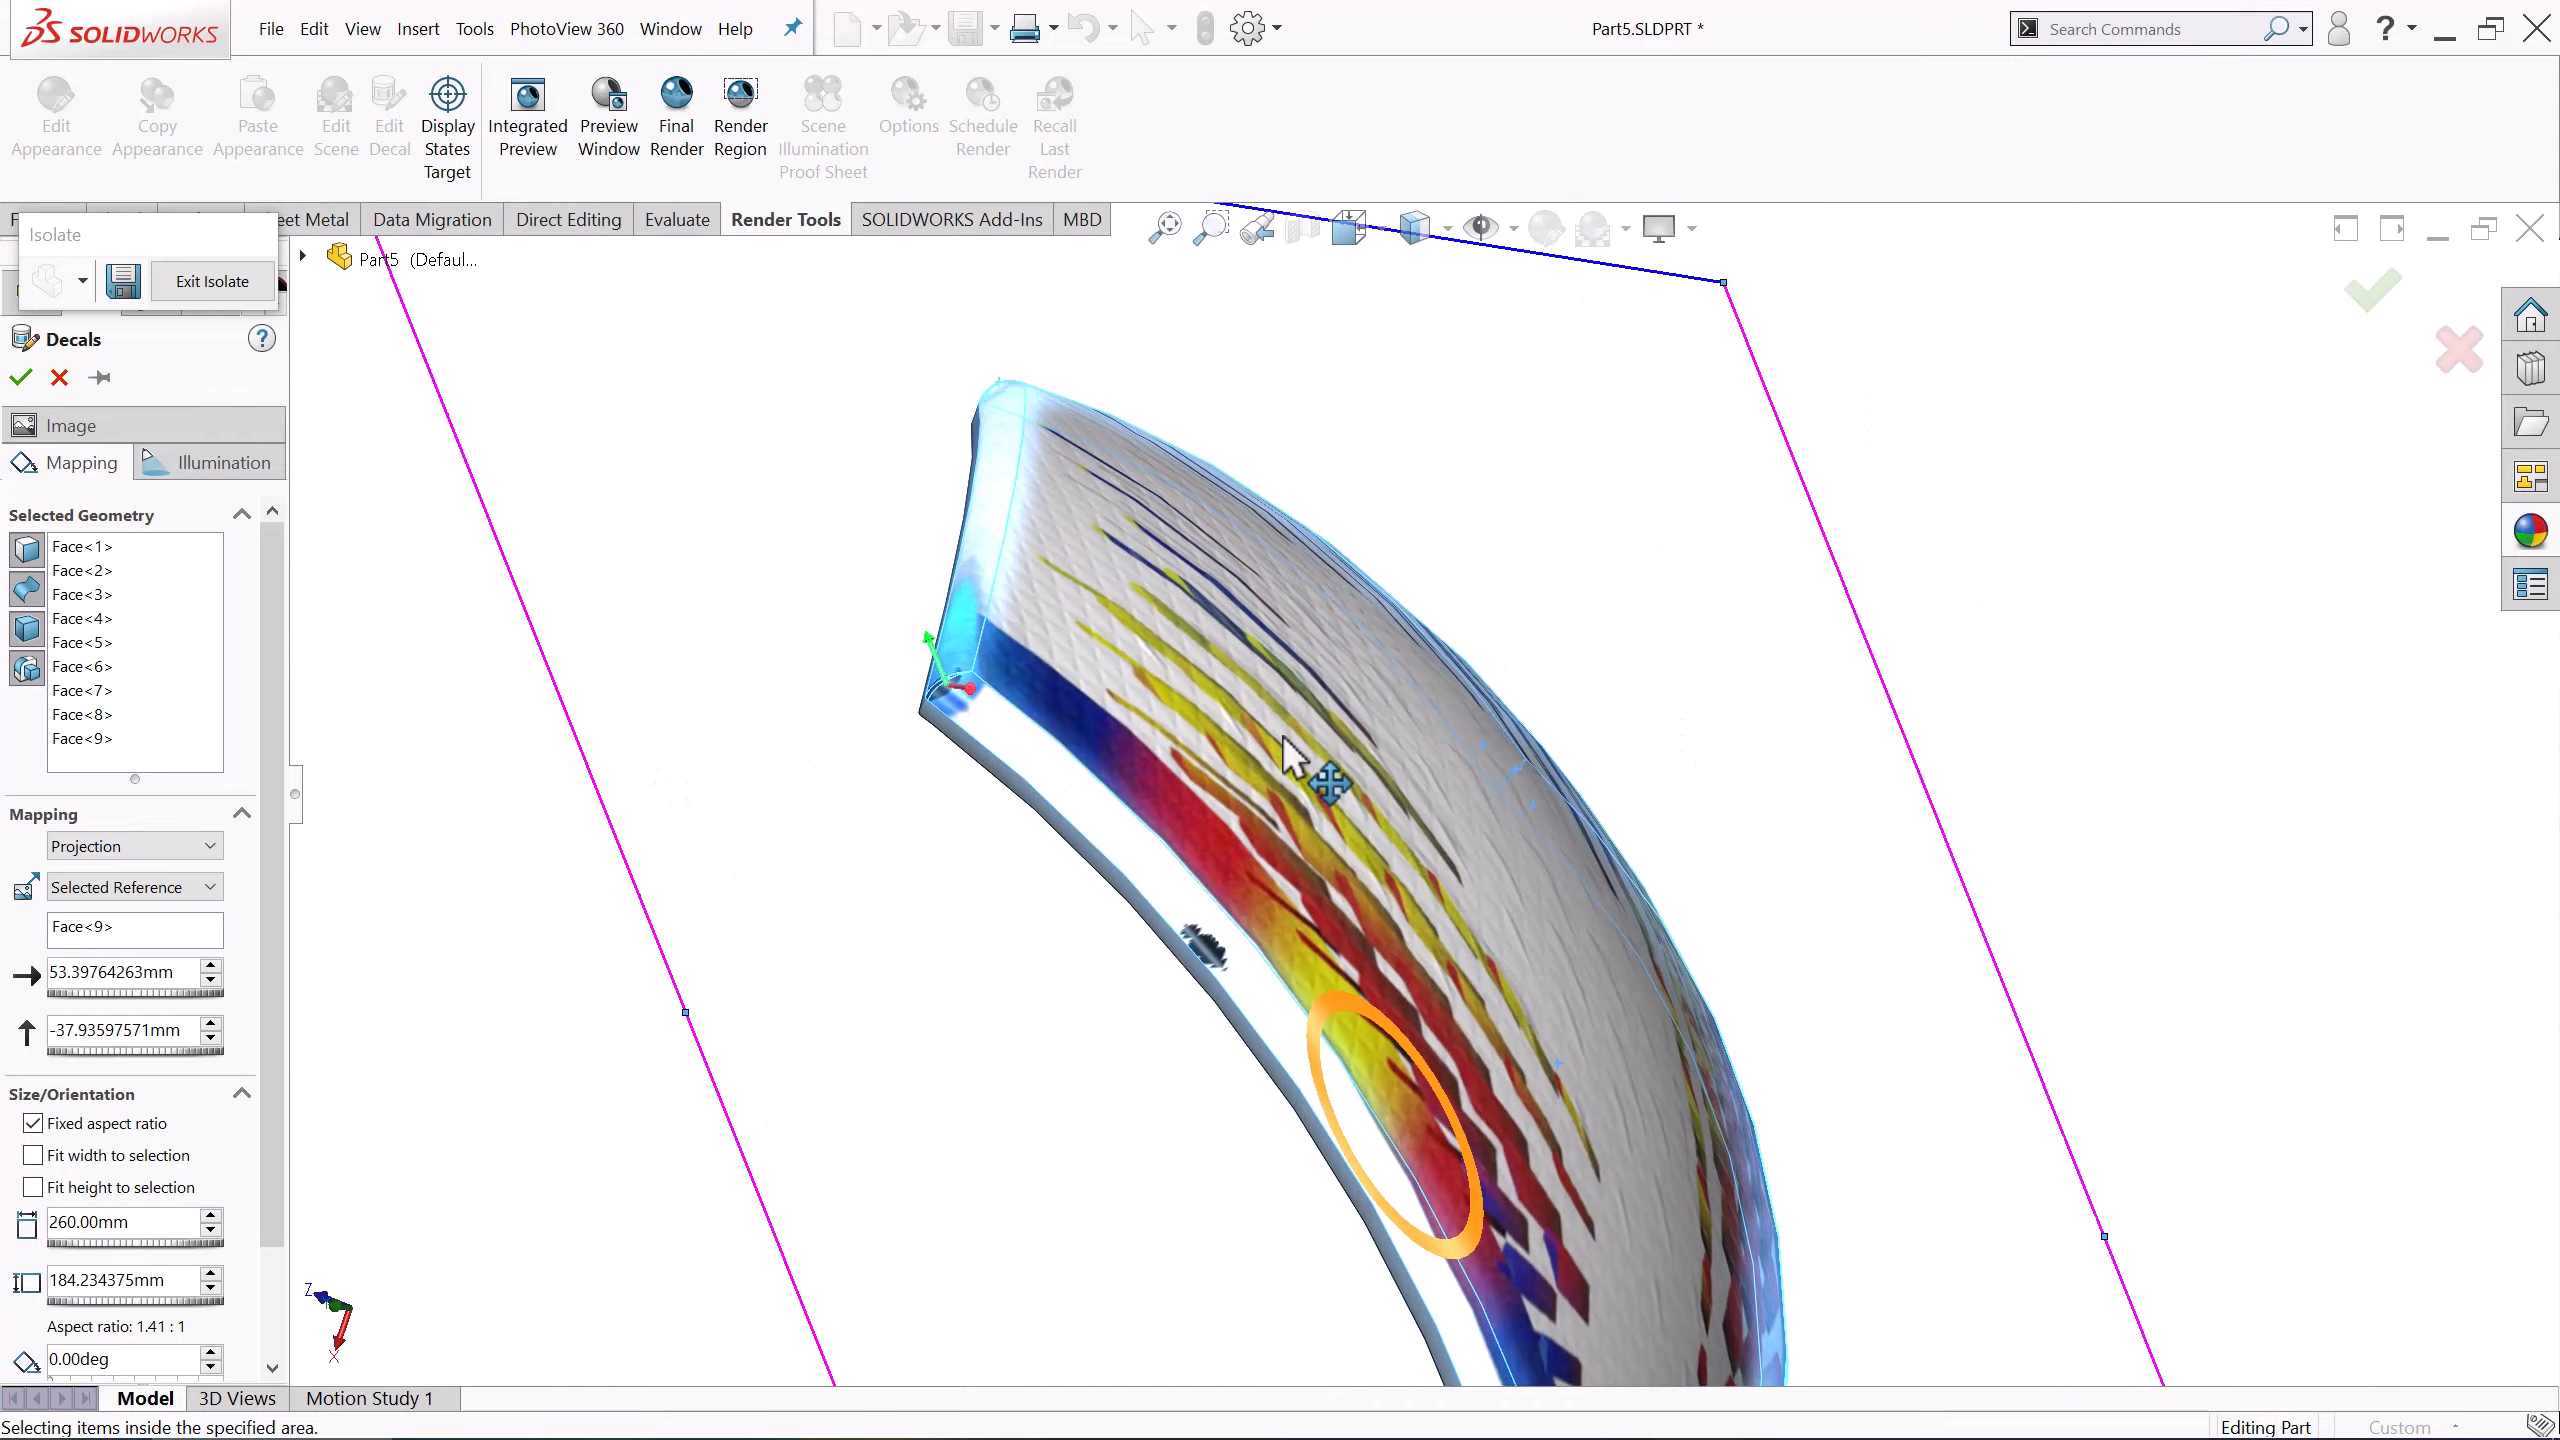 SOLIDWORKS File Edit View Insert Tools PhotoView 360 Window Help Part5.SLDPRT * Search Commands ?
Edit Appearance
Copy Appearance
Paste Appearance
Edit Scene
Edit Decal
Display States Target
Integrated Preview
Preview Window
Final Render
Render Region
Scene Illumination Proof Sheet
Options
Schedule Render
Recall Last Render
F eet Metal Data Migration Direct Editing Evaluate Render Tools SOLIDWORKS Add-Ins MBD
Isolate
Exit Isolate
Part5 (Defaul...
Decals ?
Image
Mapping Illumination
Selected Geometry
Face<1>
Face<2>
Face<3>
Face<4>
Face<5>
Face<6>
Face<7>
Face<8>
Face<9>
Mapping
Projection
Selected Reference
Face<9>
53.39764263mm
-37.93597571mm
Size/Orientation
Fixed aspect ratio
Fit width to selection
Fit height to selection
260.00mm
184.234375mm
Aspect ratio: 1.41 : 1
0.00deg
Z
X
Model 3D Views Motion Study 1
Selecting items inside the specified area. Editing Part Custom